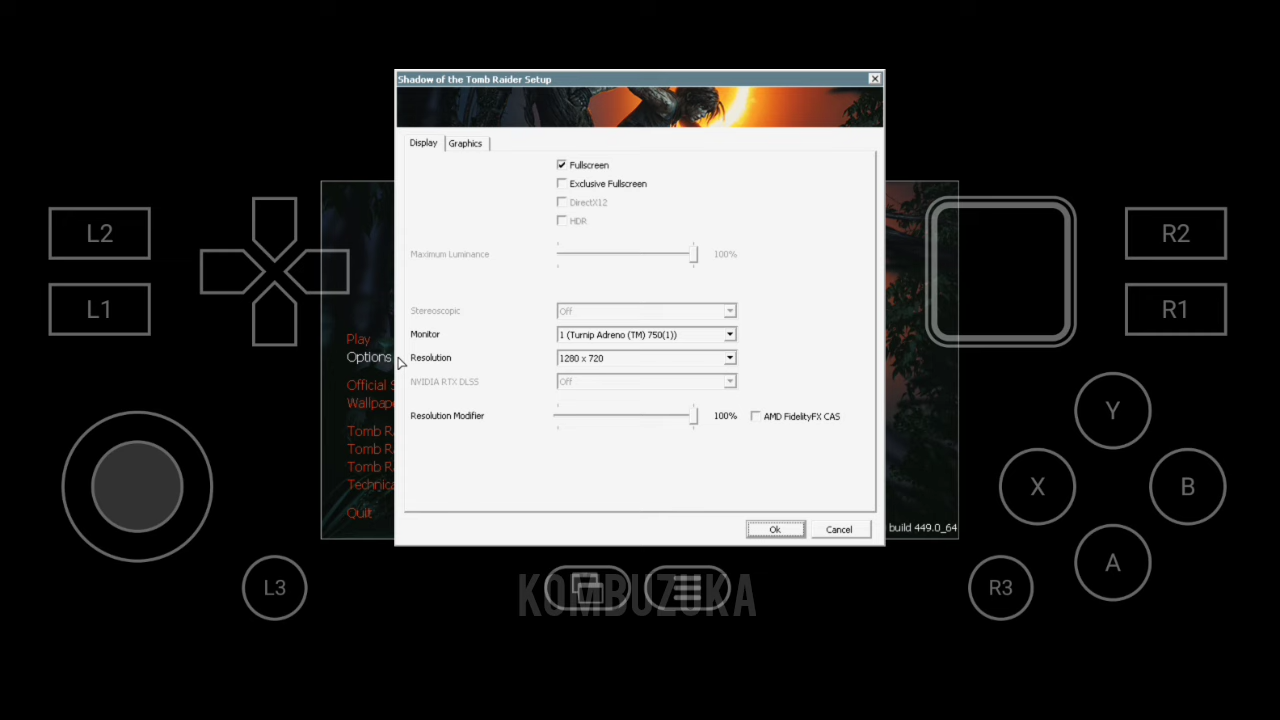 Shadow of the Tomb Raider Setup
Display
Graphics
Fullscreen
Exclusive Fullscreen
DirectX12
HDR
Maximum Luminance
100%
Stereoscopic
Off
Monitor
1 (Turnip Adreno (TM) 750(1))
Resolution
1280 x 720
NVIDIA RTX DLSS
Off
Resolution Modifier
100%
AMD FidelityFX CAS
Ok
Cancel
Play
Options
Official S
Wallpape
Tomb Ra
Tomb Ra
Tomb Ra
Technica
Quit
build 449.0_64
L2
L1
R2
R1
Y
X
B
A
L3
R3
KOMBUZUKA